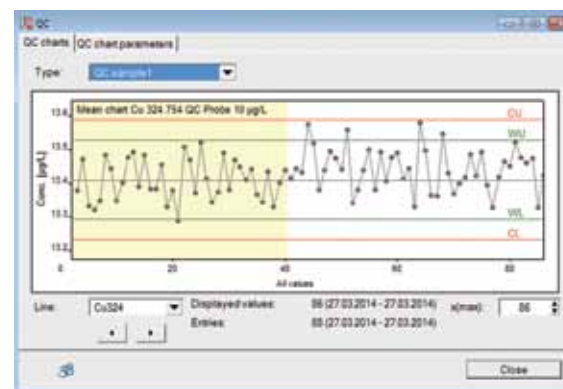 QC
QC charts QC chart parameters
Type: QC sample1
Mean chart Cu 324.754 QC Probe 10 µg/L
CU
WU
WL
CL
Conc. [µg/L]
13.6
13.5
13.4
13.3
13.2
0 20 40 60 80
All values
Line: Cu324 Displayed values: 86 (27.03.2014 - 27.03.2014) x(max): 86
Entries: (27.03.2014 - 27.03.2014)
Close